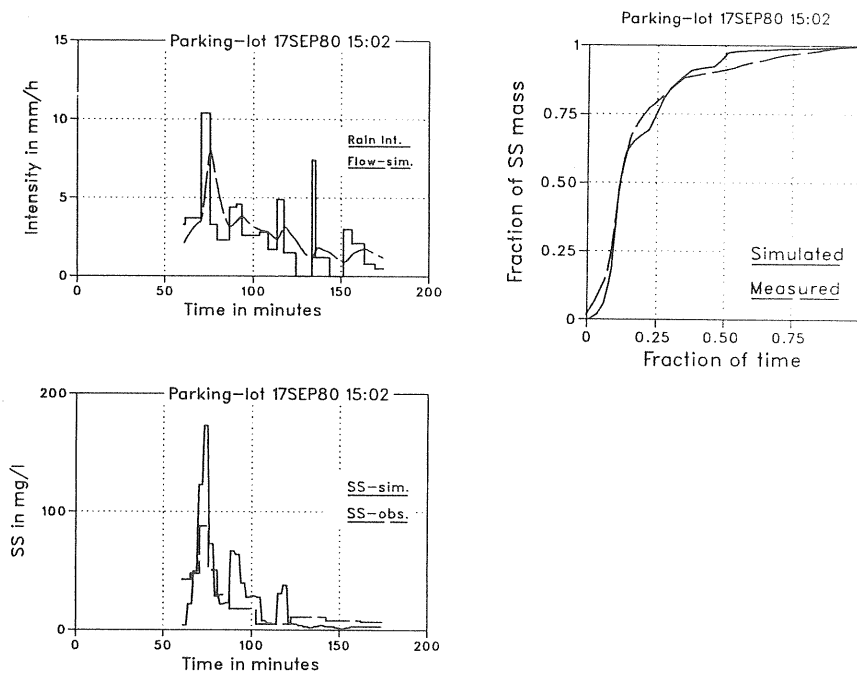 Parking-lot 17SEP80 15:02
15
10
5
0
Intensity in mm/h
Rain Int.
Flow-sim.
0
50
100
150
200
Time in minutes
Parking-lot 17SEP80 15:02
1
0.75
0.50
0.25
0
Fraction of SS mass
Simulated
Measured
0
0.25
0.50
0.75
Fraction of time
Parking-lot 17SEP80 15:02
200
100
0
SS in mg/l
SS-sim.
SS-obs.
0
50
100
150
200
Time in minutes